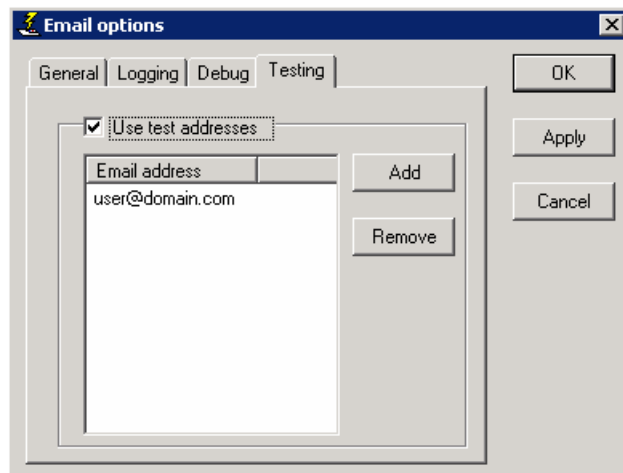 Email options
General Logging Debug Testing
OK
Use test addresses
Apply
Email address
Add
user@domain.com
Cancel
Remove